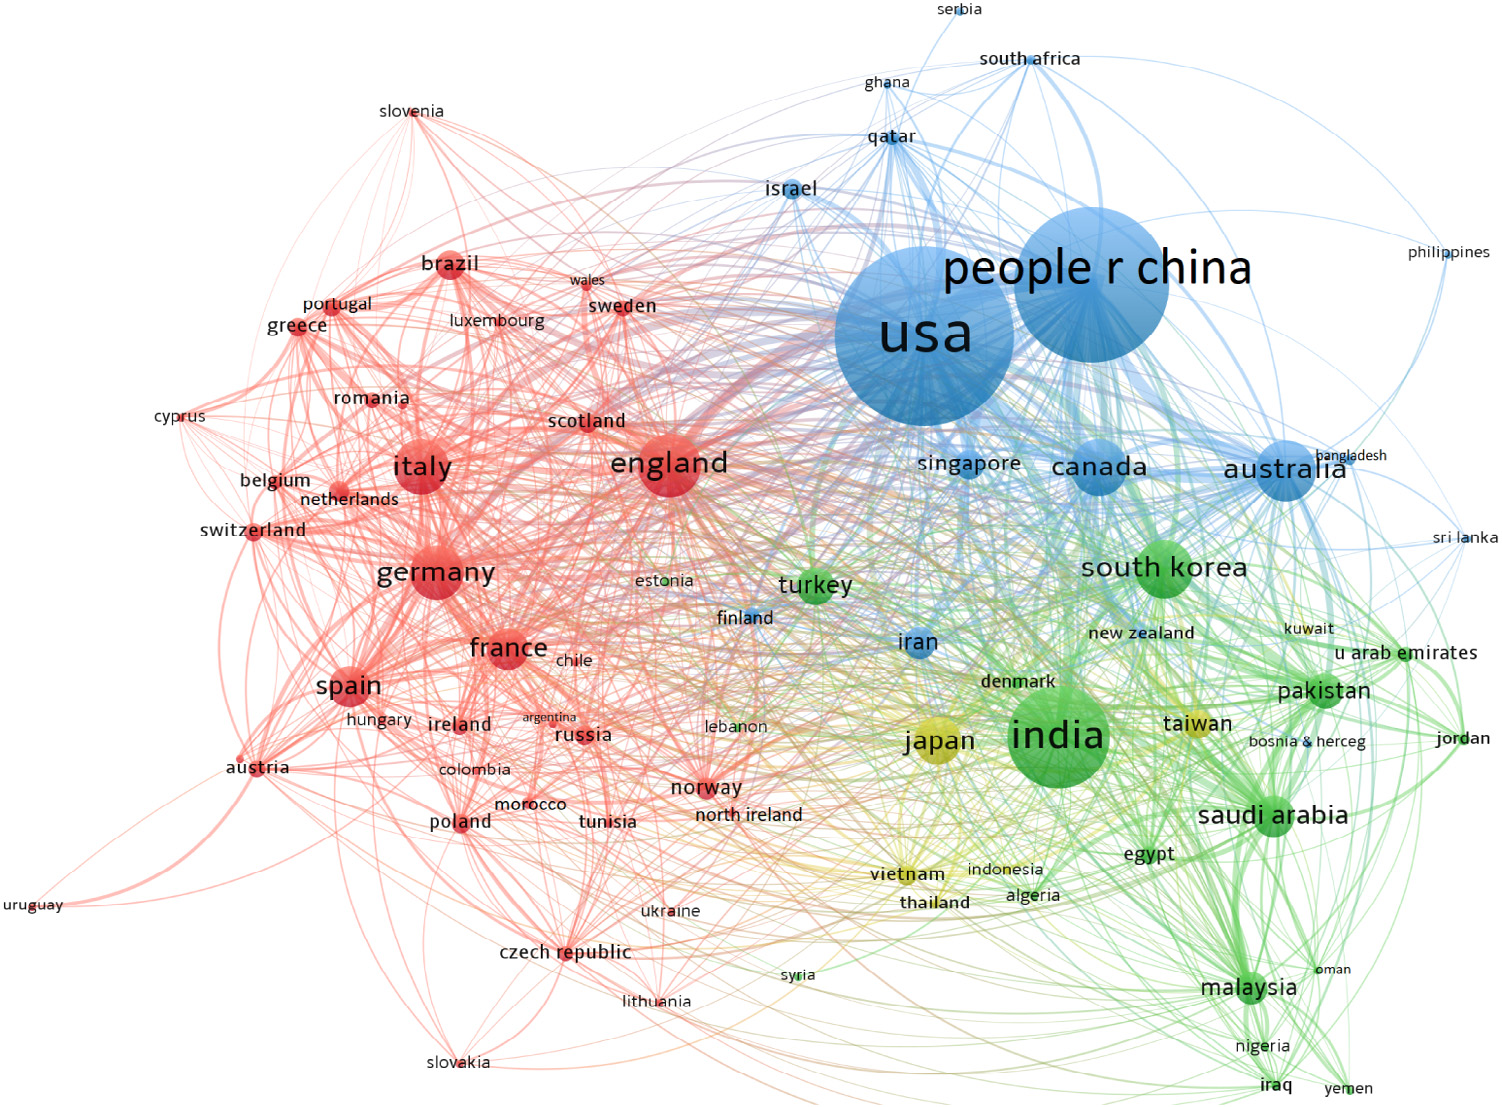 serbia
south africa
ghana
slovenia
qatar
israel
philippines
brazil
people r china
wales
portugal
sweden
greece
luxembourg
usa
romania
cyprus
scotland
bangladesh
italy
england
singapore
canada
australia
belgium
netherlands
switzerland
sri lanka
germany
estonia
turkey
south korea
finland
kuwait
new zealand
iran
france
chile
u arab emirates
spain
denmark
pakistan
hungary
argentina
ireland
lebanon
taiwan
russia
japan
india
bosnia & herceg
jordan
austria
colombia
norway
morocco
north ireland
poland
tunisia
saudi arabia
egypt
vietnam
indonesia
algeria
thailand
uruguay
ukraine
czech republic
syria
oman
malaysia
lithuania
nigeria
slovakia
iraq
yemen